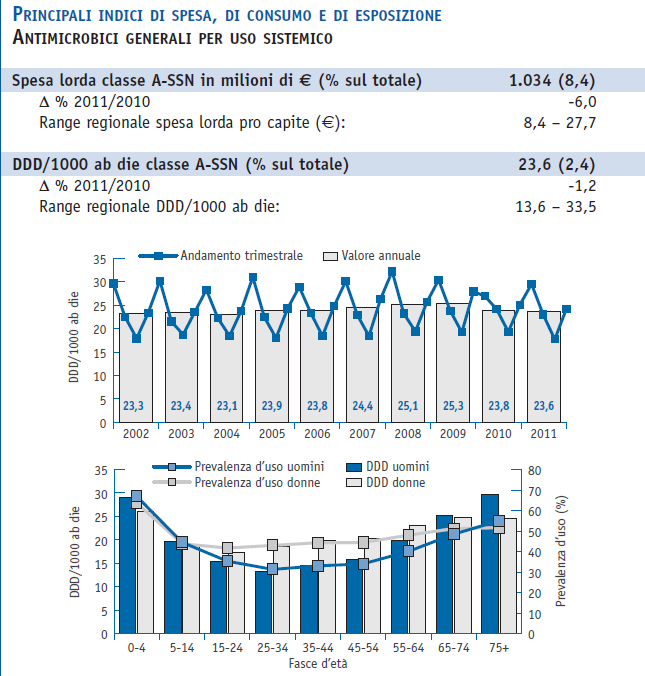 PRINCIPALI INDICI DI SPESA, DI CONSUMO E DI ESPOSIZIONE
ANTIMICROBICI GENERALI PER USO SISTEMICO
Spesa lorda classe A-SSN in milioni di € (% sul totale) 1.034 (8,4)
Δ % 2011/2010 -6,0
Range regionale spesa lorda pro capite (€): 8,4 – 27,7
DDD/1000 ab die classe A-SSN (% sul totale) 23,6 (2,4)
Δ % 2011/2010 -1,2
Range regionale DDD/1000 ab die: 13,6 – 33,5
Andamento trimestrale Valore annuale
DDD/1000 ab die
35
30
25
20
15
10
5
0
23,3 23,4 23,1 23,9 23,8 24,4 25,1 25,3 23,8 23,6
2002 2003 2004 2005 2006 2007 2008 2009 2010 2011
Prevalenza d'uso uomini DDD uomini
Prevalenza d'uso donne DDD donne
DDD/1000 ab die
35
30
25
20
15
10
5
0
80
70
60
50
40
30
20
10
0
Prevalenza d'uso (%)
0-4 5-14 15-24 25-34 35-44 45-54 55-64 65-74 75+
Fasce d'età